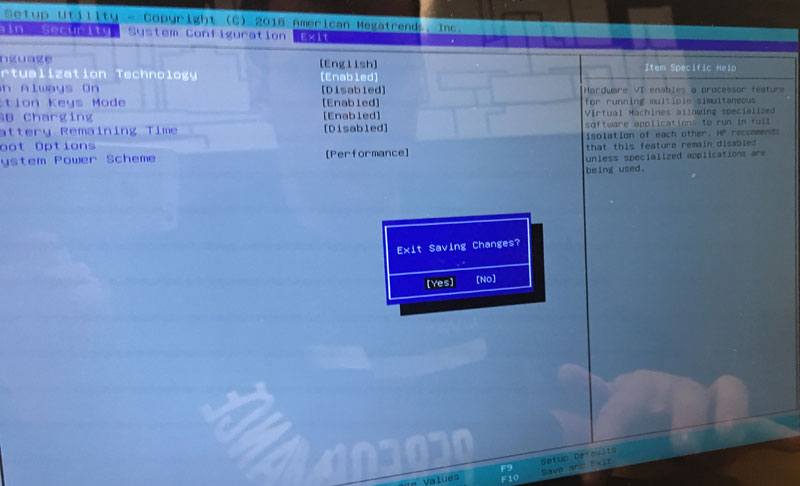 Setup Utility - Copyright (C) 2018 American Megatrends, Inc.
ain Security System Configuration Exit
nguage [English]
rtualization Technology [Enabled]
n Always On [Disabled]
ction Keys Mode [Enabled]
SB Charging [Enabled]
attery Remaining Time [Disabled]
oot Options
ystem Power Scheme [Performance]
Item Specific Help
Hardware VT enables a processor feature
for running multiple simultaneous
Virtual Machines allowing specialized
software applications to run in full
isolation of each other. HP recommends
that this feature remain disabled
unless specialized applications are
being used.
Exit Saving Changes?
[Yes] [No]
Values F9 Setup Defaults
F10 Save and Exit